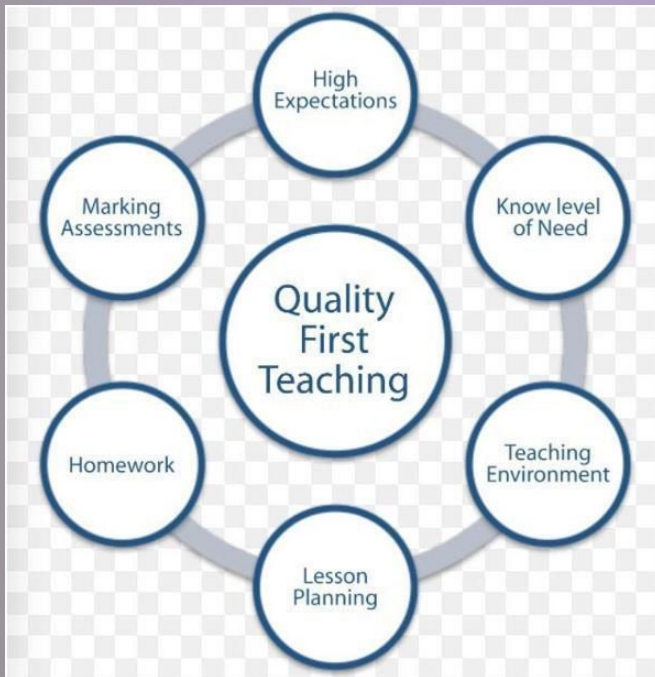 High
Expectations
Know level
of Need
Teaching
Environment
Lesson
Planning
Homework
Marking
Assessments
Quality
First
Teaching